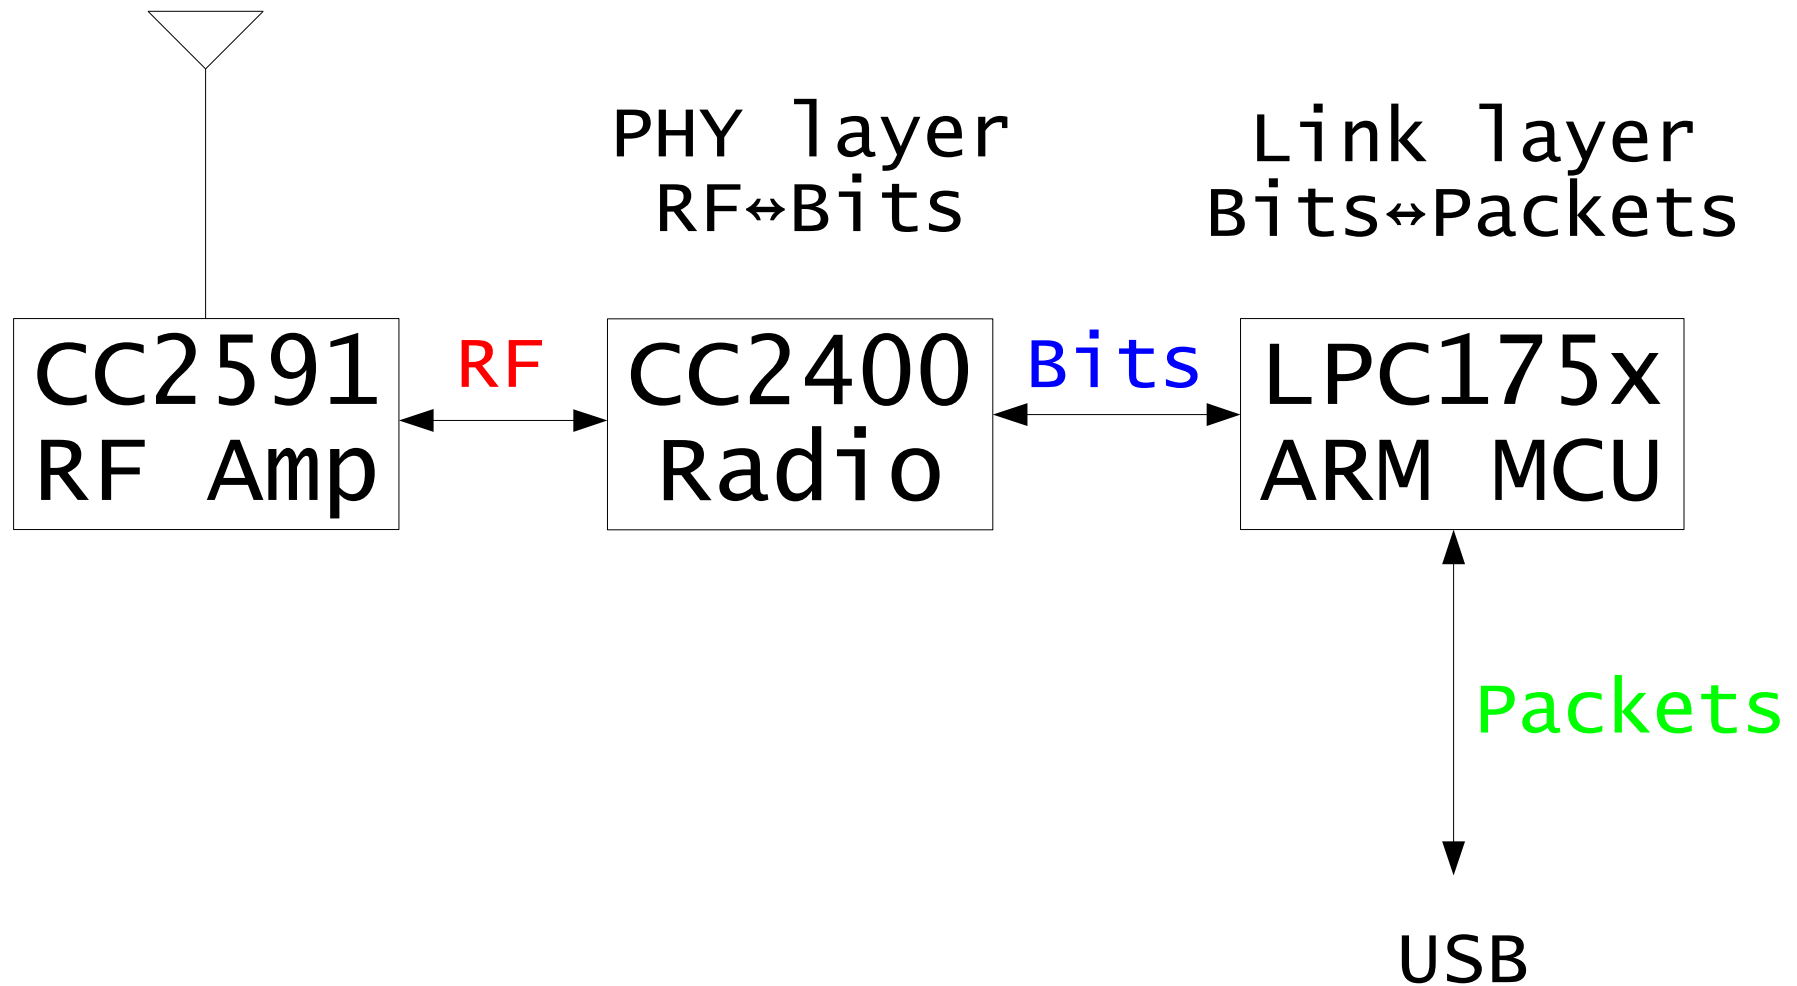 PHY layer
RF↔Bits
Link layer
Bits↔Packets
CC2591
RF Amp
RF
CC2400
Radio
Bits
LPC175x
ARM MCU
Packets
USB